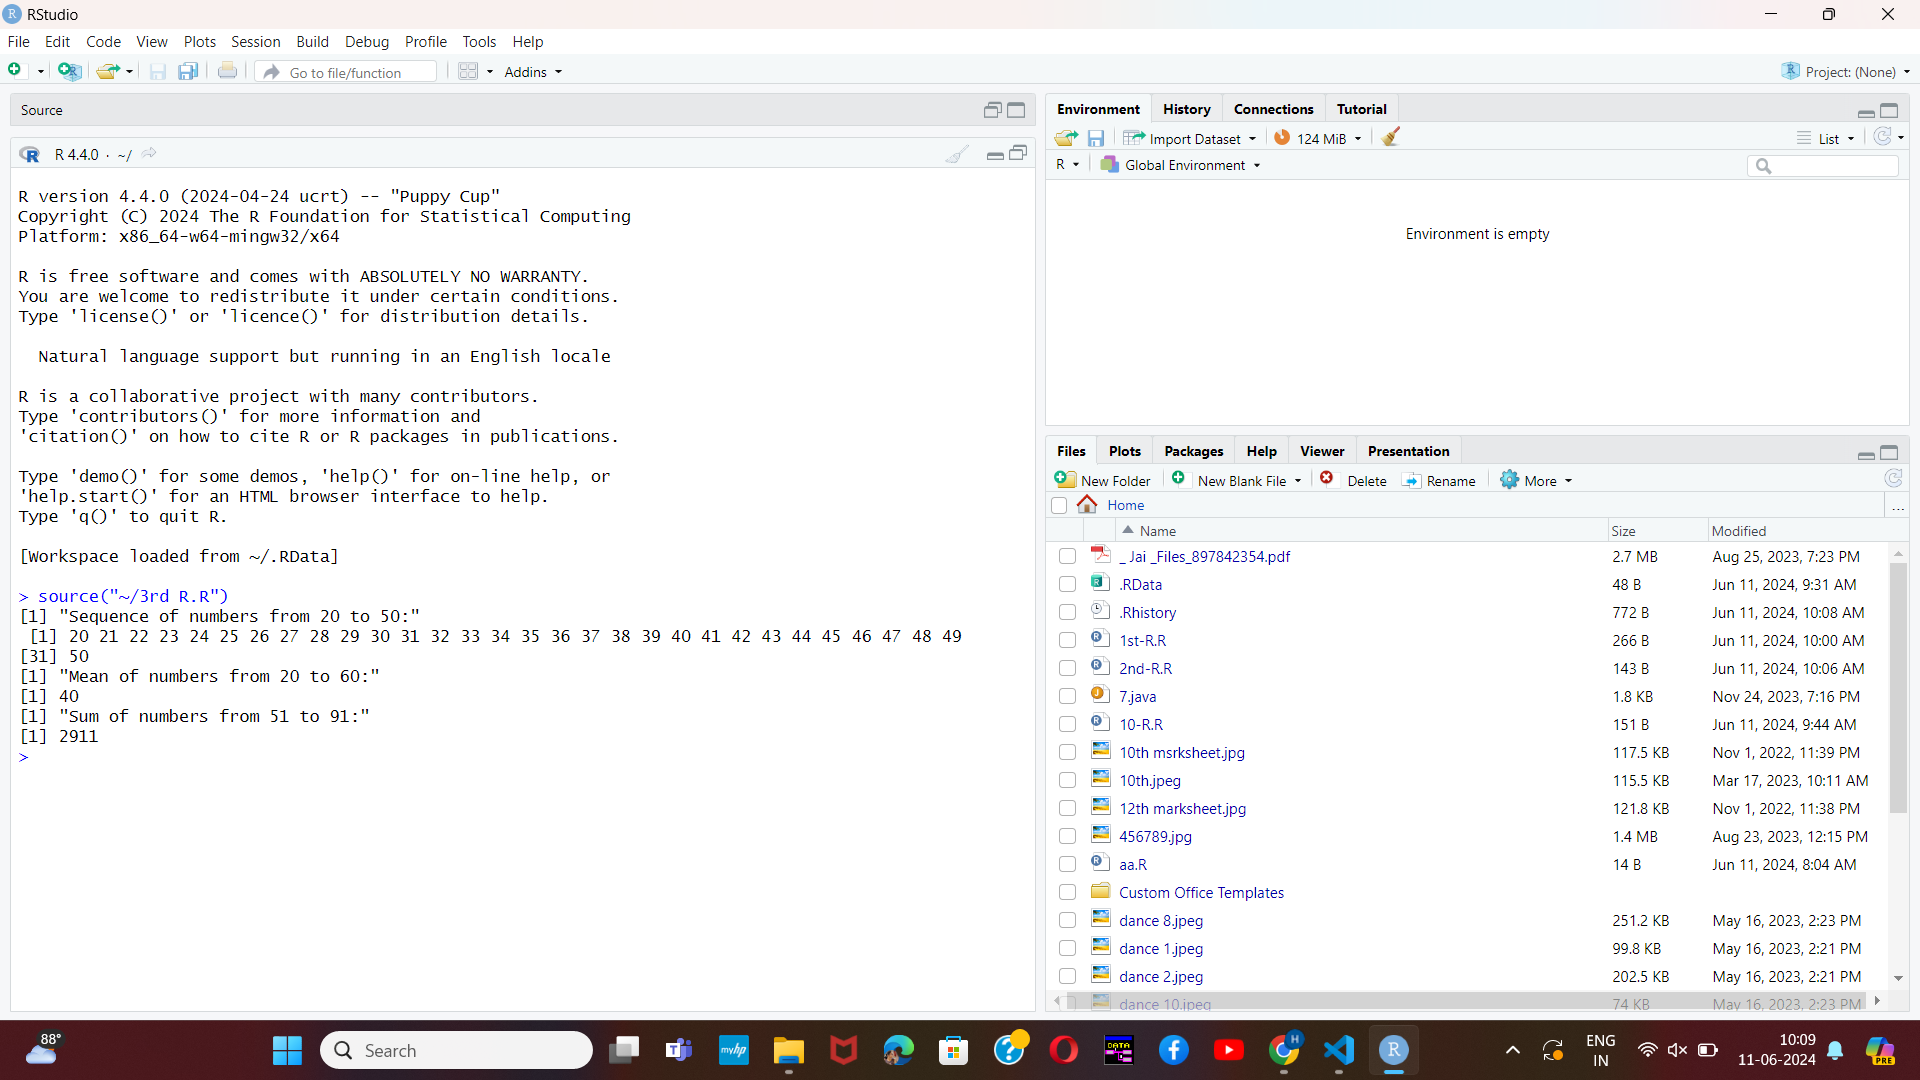 RStudio
File Edit Code View Plots Session Build Debug Profile Tools Help
Go to file/function Addins Project: (None)
Source
R 4.4.0 · ~/
R version 4.4.0 (2024-04-24 ucrt) -- "Puppy Cup"
Copyright (C) 2024 The R Foundation for Statistical Computing
Platform: x86_64-w64-mingw32/x64
R is free software and comes with ABSOLUTELY NO WARRANTY.
You are welcome to redistribute it under certain conditions.
Type 'license()' or 'licence()' for distribution details.
Natural language support but running in an English locale
R is a collaborative project with many contributors.
Type 'contributors()' for more information and
'citation()' on how to cite R or R packages in publications.
Type 'demo()' for some demos, 'help()' for on-line help, or
'help.start()' for an HTML browser interface to help.
Type 'q()' to quit R.
[Workspace loaded from ~/.RData]
> source("~/3rd R.R")
[1] "Sequence of numbers from 20 to 50:"
[1] 20 21 22 23 24 25 26 27 28 29 30 31 32 33 34 35 36 37 38 39 40 41 42 43 44 45 46 47 48 49
[31] 50
[1] "Mean of numbers from 20 to 60:"
[1] 40
[1] "Sum of numbers from 51 to 91:"
[1] 2911
>
Environment History Connections Tutorial
Import Dataset 124 MiB List
R Global Environment
Environment is empty
Files Plots Packages Help Viewer Presentation
New Folder New Blank File Delete Rename More
Home ...
Name Size Modified
_ Jai _Files_897842354.pdf 2.7 MB Aug 25, 2023, 7:23 PM
.RData 48 B Jun 11, 2024, 9:31 AM
.Rhistory 772 B Jun 11, 2024, 10:08 AM
1st-R.R 266 B Jun 11, 2024, 10:00 AM
2nd-R.R 143 B Jun 11, 2024, 10:06 AM
7.java 1.8 KB Nov 24, 2023, 7:16 PM
10-R.R 151 B Jun 11, 2024, 9:44 AM
10th msrksheet.jpg 117.5 KB Nov 1, 2022, 11:39 PM
10th.jpeg 115.5 KB Mar 17, 2023, 10:11 AM
12th marksheet.jpg 121.8 KB Nov 1, 2022, 11:38 PM
456789.jpg 1.4 MB Aug 23, 2023, 12:15 PM
aa.R 14 B Jun 11, 2024, 8:04 AM
Custom Office Templates
dance 8.jpeg 251.2 KB May 16, 2023, 2:23 PM
dance 1.jpeg 99.8 KB May 16, 2023, 2:21 PM
dance 2.jpeg 202.5 KB May 16, 2023, 2:21 PM
dance 10.jpeg 74 KB May 16, 2023, 2:23 PM
88° Search myhp DATA H R ENG 10:09
IN 11-06-2024 PRE